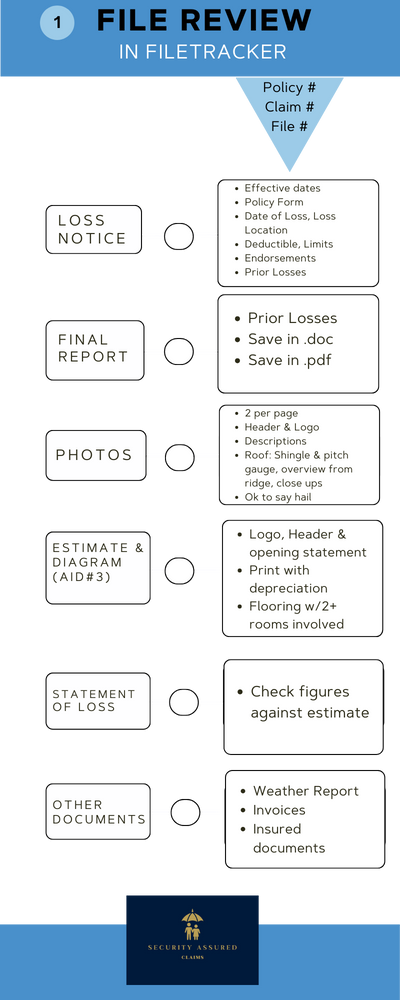 1
FILE REVIEW
IN FILETRACKER
Policy #
Claim #
File #
LOSS
NOTICE
• Effective dates
• Policy Form
• Date of Loss, Loss
Location
• Deductible, Limits
• Endorsements
• Prior Losses
FINAL
REPORT
• Prior Losses
• Save in .doc
• Save in .pdf
PHOTOS
• 2 per page
• Header & Logo
• Descriptions
• Roof: Shingle & pitch
gauge, overview from
ridge, close ups
• Ok to say hail
ESTIMATE &
DIAGRAM
(AID#3)
• Logo, Header &
opening statement
• Print with
depreciation
• Flooring w/2+
rooms involved
STATEMENT
OF LOSS
• Check figures
against estimate
OTHER
DOCUMENTS
• Weather Report
• Invoices
• Insured
documents
SECURITY ASSURED
CLAIMS